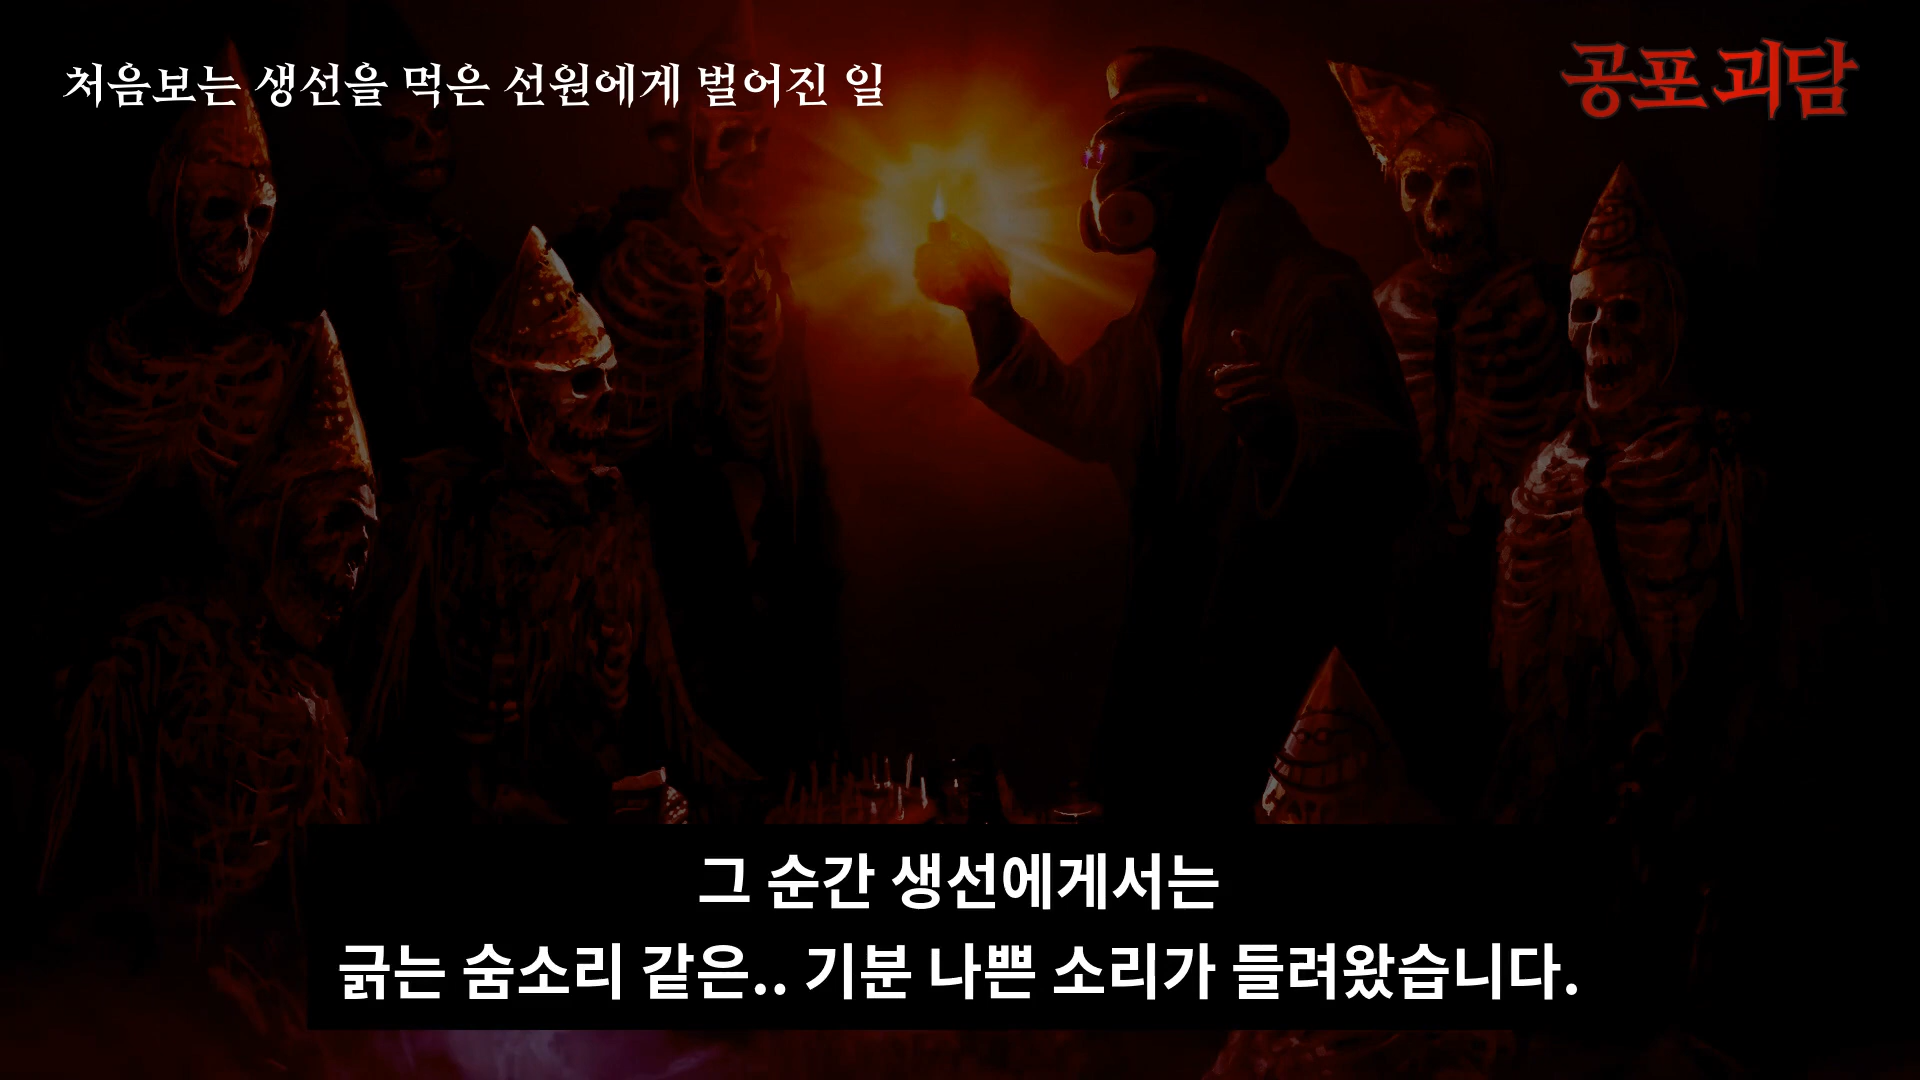 처음보는 생선을 먹은 선원에게 벌어진 일
공포괴담
그 순간 생선에게서는
긁는 숨소리 같은.. 기분 나쁜 소리가 들려왔습니다.